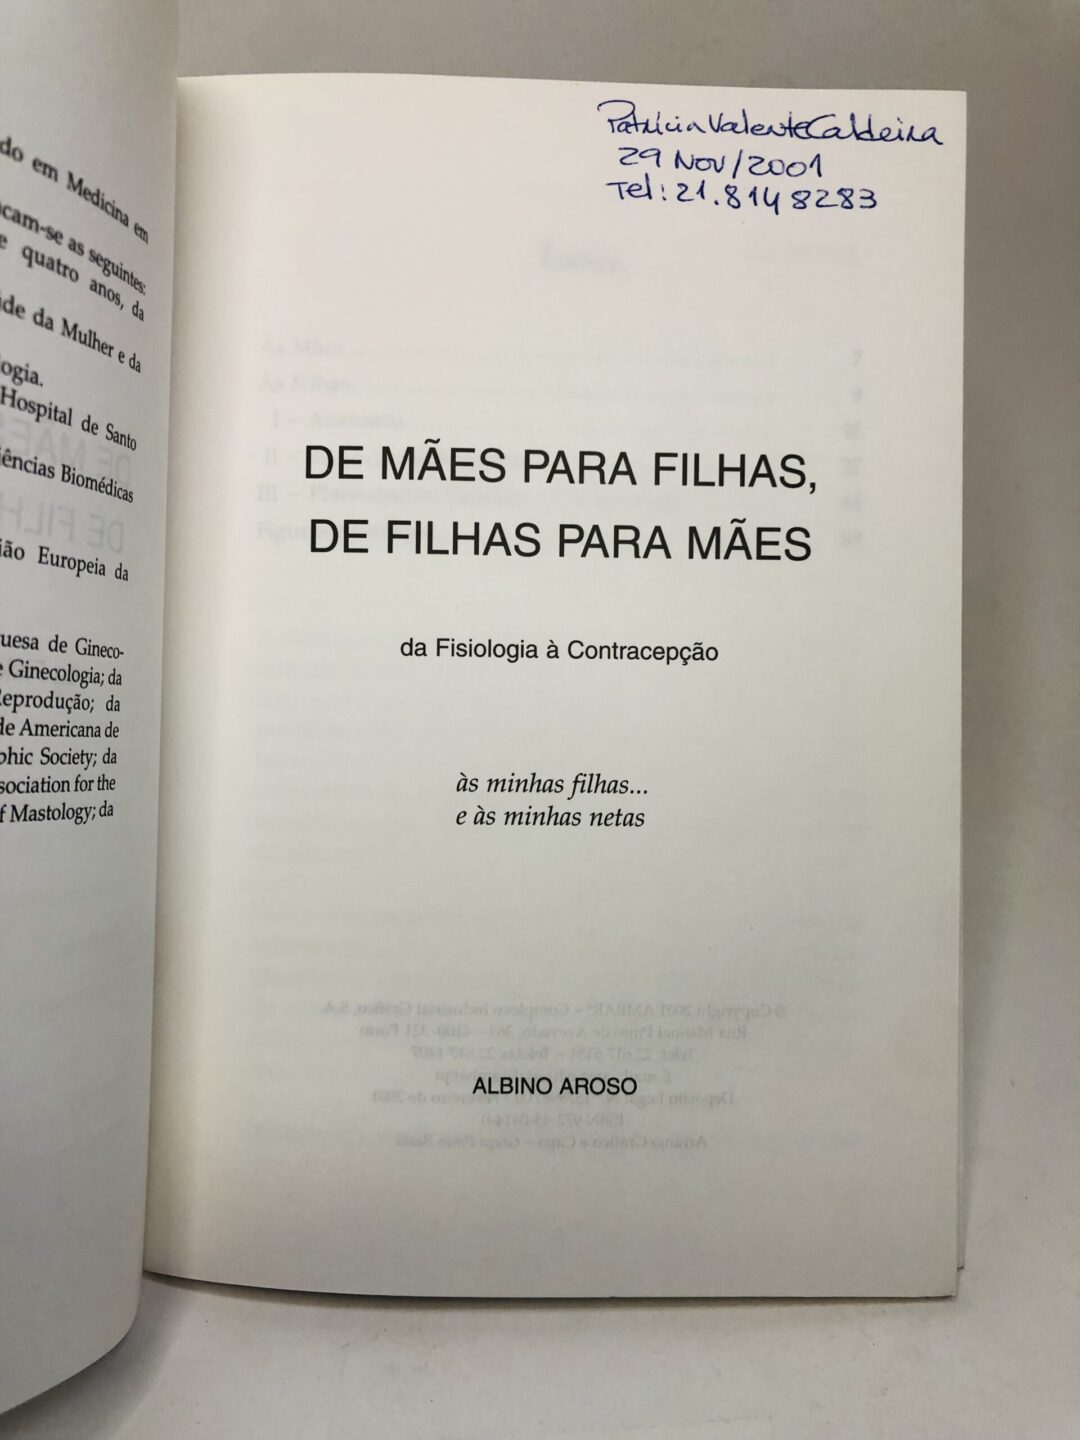 do em Medicina em
cam-se as seguintes:
e quatro anos, da
de da Mulher e da
ogia.
Hospital de Santo
iências Biomédicas
ião Europeia da
uesa de Gineco-
e Ginecologia; da
Reprodução; da
de Americana de
phic Society; da
sociation for the
f Mastology; da
Patrícia Valente Caldeira
29 Nov/2001
Tel: 21.814 8283
DE MÃES PARA FILHAS,
DE FILHAS PARA MÃES
da Fisiologia à Contracepção
às minhas filhas...
e às minhas netas
ALBINO AROSO